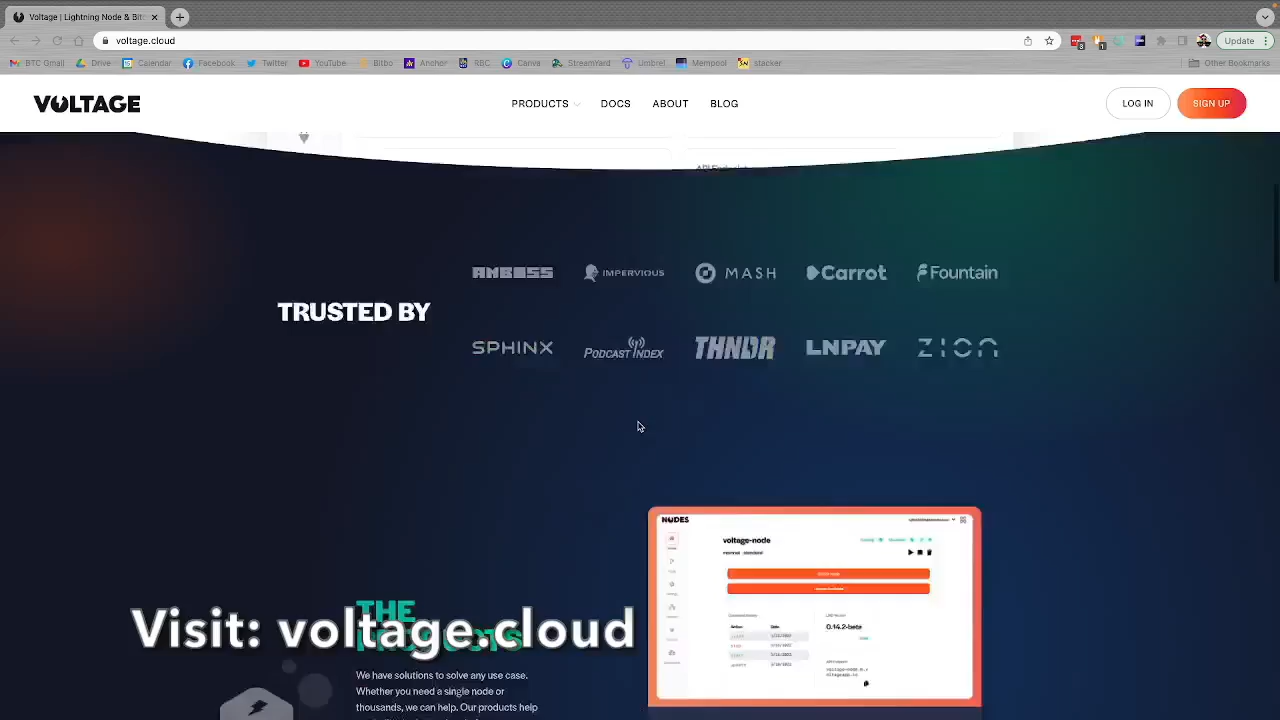 Voltage | Lightning Node & Bit
voltage.cloud
3
1
Update
BTC Gmail
Drive
Calendar
Facebook
Twitter
YouTube
Bitbo
Anchor
RBC
Canva
StreamYard
Umbrel
Mempool
stacker
Other Bookmarks
VOLTAGE
PRODUCTS
DOCS
ABOUT
BLOG
LOG IN
SIGN UP
TRUSTED BY
AMBOSS
IMPERVIOUS
MASH
Carrot
Fountain
SPHINX
PODCAST INDEX
THNDR
LNPAY
ZION
NODES
voltage-node
0.14.2-beta
THE
Visit: voltage.cloud
We have solutions to solve any use case.
Whether you need a single node or
thousands, we can help. Our products help